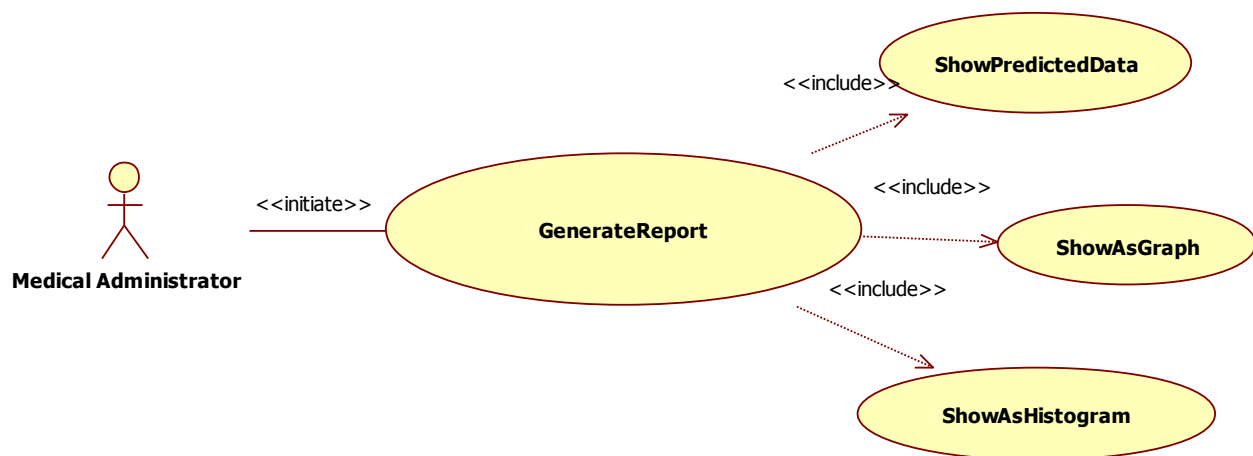 ShowPredictedData
<<include>>
<<include>>
<<initiate>>
GenerateReport
ShowAsGraph
Medical Administrator
<<include>>
ShowAsHistogram